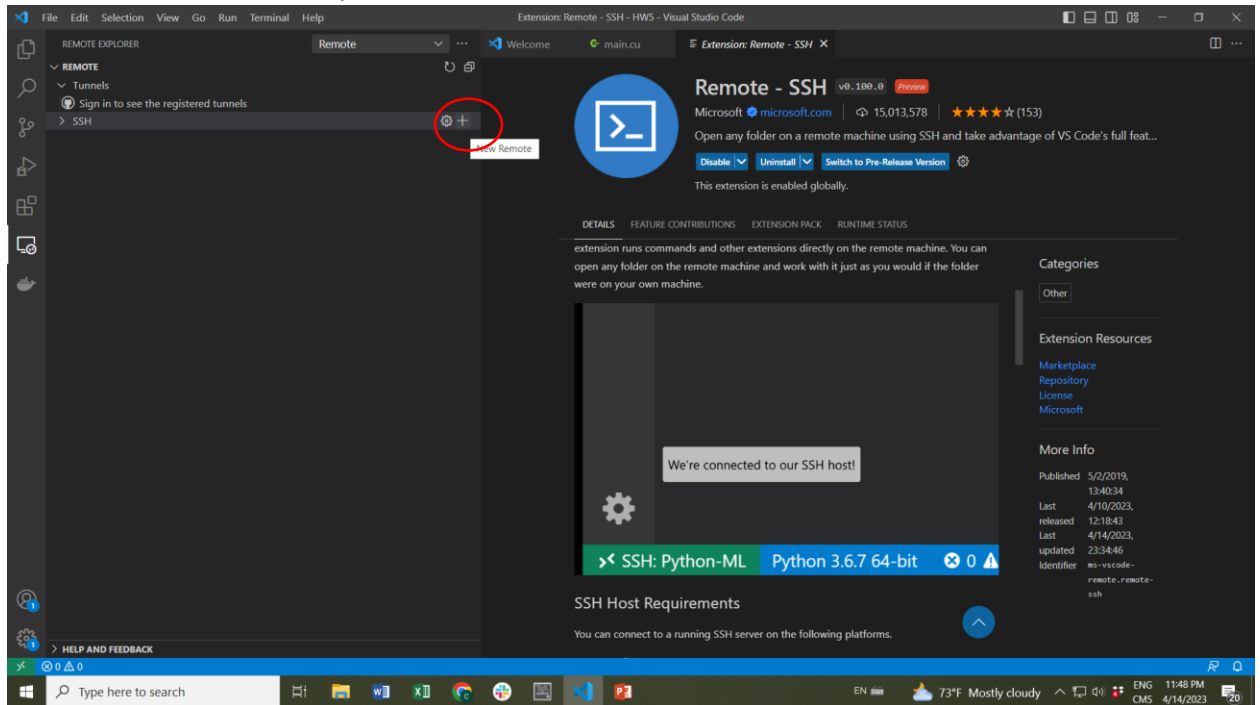 File Edit Selection View Go Run Terminal Help
Extension: Remote - SSH - HW5 - Visual Studio Code
REMOTE EXPLORER
Remote
REMOTE
Tunnels
Sign in to see the registered tunnels
SSH
New Remote
Welcome
main.cu
Extension: Remote - SSH
Remote - SSH v0.100.0 Preview
Microsoft microsoft.com 15,013,578 (153)
Open any folder on a remote machine using SSH and take advantage of VS Code's full feat...
Disable Uninstall Switch to Pre-Release Version
This extension is enabled globally.
DETAILS FEATURE CONTRIBUTIONS EXTENSION PACK RUNTIME STATUS
extension runs commands and other extensions directly on the remote machine. You can
open any folder on the remote machine and work with it just as you would if the folder
were on your own machine.
We're connected to our SSH host!
SSH: Python-ML Python 3.6.7 64-bit 0
SSH Host Requirements
You can connect to a running SSH server on the following platforms.
Categories
Other
Extension Resources
Marketplace
Repository
License
Microsoft
More Info
Published 5/2/2019,
13:40:34
Last 4/10/2023,
released 12:18:43
Last 4/14/2023,
updated 23:34:46
Identifier ms-vscode-
remote.remote-
ssh
1
1
HELP AND FEEDBACK
0 0
Type here to search
EN
73°F Mostly cloudy
ENG
CMS
11:48 PM
4/14/2023
20